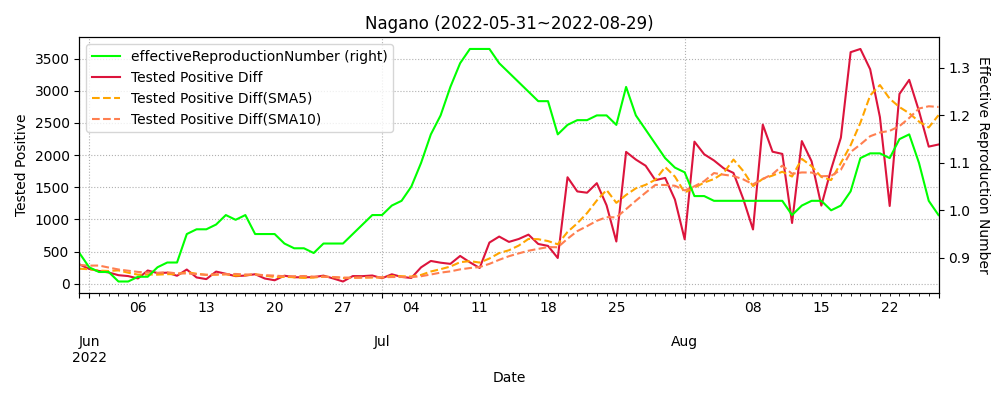 Nagano (2022-05-31~2022-08-29)
effectiveReproductionNumber (right)
Tested Positive Diff
Tested Positive Diff(SMA5)
Tested Positive Diff(SMA10)
Tested Positive
3500
3000
2500
2000
1500
1000
500
0
1.3
1.2
1.1
1.0
0.9
Effective Reproduction Number
06 13 20 27 04 11 18 25 08 15 22
Jun Jul Aug
2022
Date